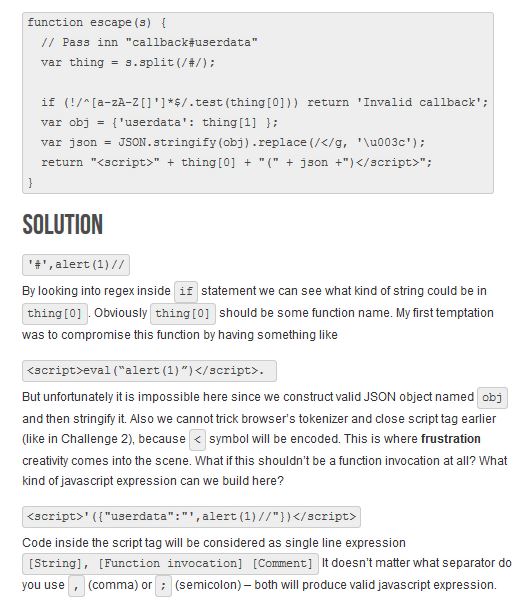 function escape(s) {
// Pass inn "callback#userdata"
var thing = s.split(/#/);
if (!/^[a-zA-Z[]']*$/.test(thing[0])) return 'Invalid callback';
var obj = {'userdata': thing[1] };
var json = JSON.stringify(obj).replace(/</g, '\u003c');
return "<script>" + thing[0] + "(" + json +")</script>";
}
SOLUTION
'#',alert(1)//
By looking into regex inside if statement we can see what kind of string could be in
thing[0]. Obviously thing[0] should be some function name. My first temptation
was to compromise this function by having something like
<script>eval(“alert(1)”)</script>.
But unfortunately it is impossible here since we construct valid JSON object named obj
and then stringify it. Also we cannot trick browser’s tokenizer and close script tag earlier
(like in Challenge 2), because < symbol will be encoded. This is where frustration
creativity comes into the scene. What if this shouldn’t be a function invocation at all? What
kind of javascript expression can we build here?
<script>'({"userdata":"',alert(1)//"})</script>
Code inside the script tag will be considered as single line expression
[String], [Function invocation] [Comment] It doesn’t matter what separator do
you use , (comma) or ; (semicolon) – both will produce valid javascript expression.